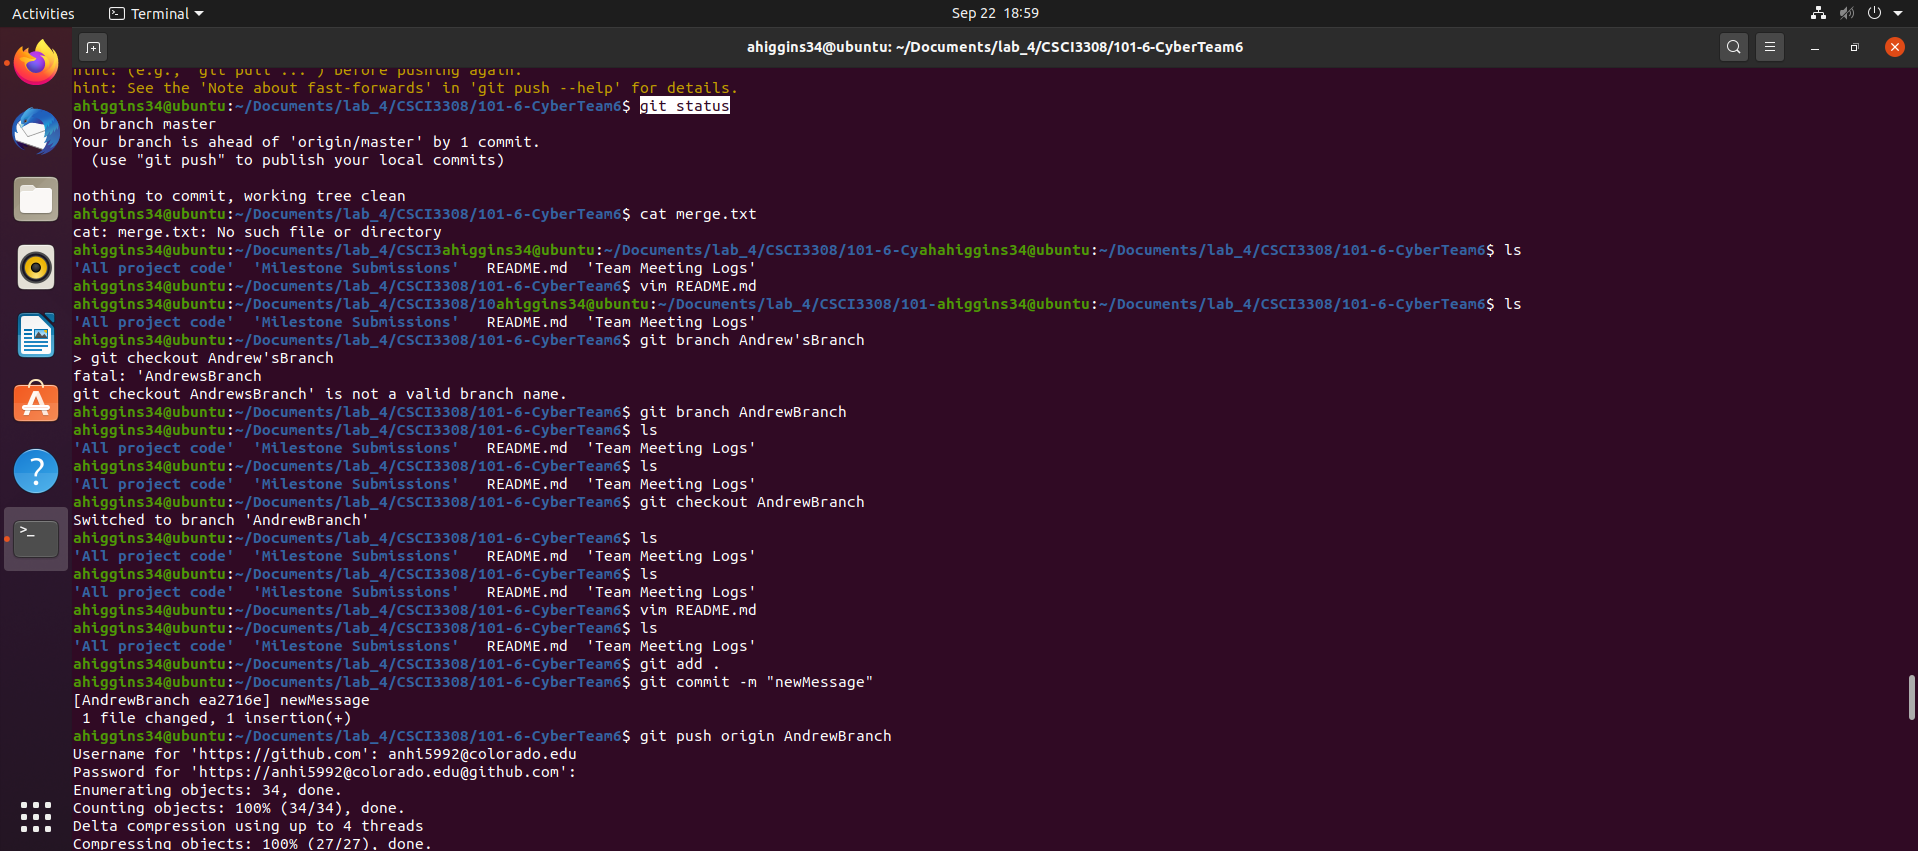 Activities
Terminal
Sep 22 18:59
ahiggins34@ubuntu: ~/Documents/lab_4/CSCI3308/101-6-CyberTeam6
hint: (e.g., 'git pull ...') before pushing again.
hint: See the 'Note about fast-forwards' in 'git push --help' for details.
ahiggins34@ubuntu:~/Documents/lab_4/CSCI3308/101-6-CyberTeam6$ git status
On branch master
Your branch is ahead of 'origin/master' by 1 commit.
  (use "git push" to publish your local commits)
nothing to commit, working tree clean
ahiggins34@ubuntu:~/Documents/lab_4/CSCI3308/101-6-CyberTeam6$ cat merge.txt
cat: merge.txt: No such file or directory
ahiggins34@ubuntu:~/Documents/lab_4/CSCI3ahiggins34@ubuntu:~/Documents/lab_4/CSCI3308/101-6-Cyahahiggins34@ubuntu:~/Documents/lab_4/CSCI3308/101-6-CyberTeam6$ ls
'All project code'  'Milestone Submissions'   README.md  'Team Meeting Logs'
ahiggins34@ubuntu:~/Documents/lab_4/CSCI3308/101-6-CyberTeam6$ vim README.md
ahiggins34@ubuntu:~/Documents/lab_4/CSCI3308/10ahiggins34@ubuntu:~/Documents/lab_4/CSCI3308/101-ahiggins34@ubuntu:~/Documents/lab_4/CSCI3308/101-6-CyberTeam6$ ls
'All project code'  'Milestone Submissions'   README.md  'Team Meeting Logs'
ahiggins34@ubuntu:~/Documents/lab_4/CSCI3308/101-6-CyberTeam6$ git branch Andrew'sBranch
> git checkout Andrew'sBranch
fatal: 'AndrewsBranch
git checkout AndrewsBranch' is not a valid branch name.
ahiggins34@ubuntu:~/Documents/lab_4/CSCI3308/101-6-CyberTeam6$ git branch AndrewBranch
ahiggins34@ubuntu:~/Documents/lab_4/CSCI3308/101-6-CyberTeam6$ ls
'All project code'  'Milestone Submissions'   README.md  'Team Meeting Logs'
ahiggins34@ubuntu:~/Documents/lab_4/CSCI3308/101-6-CyberTeam6$ ls
'All project code'  'Milestone Submissions'   README.md  'Team Meeting Logs'
ahiggins34@ubuntu:~/Documents/lab_4/CSCI3308/101-6-CyberTeam6$ git checkout AndrewBranch
Switched to branch 'AndrewBranch'
ahiggins34@ubuntu:~/Documents/lab_4/CSCI3308/101-6-CyberTeam6$ ls
'All project code'  'Milestone Submissions'   README.md  'Team Meeting Logs'
ahiggins34@ubuntu:~/Documents/lab_4/CSCI3308/101-6-CyberTeam6$ ls
'All project code'  'Milestone Submissions'   README.md  'Team Meeting Logs'
ahiggins34@ubuntu:~/Documents/lab_4/CSCI3308/101-6-CyberTeam6$ vim README.md
ahiggins34@ubuntu:~/Documents/lab_4/CSCI3308/101-6-CyberTeam6$ ls
'All project code'  'Milestone Submissions'   README.md  'Team Meeting Logs'
ahiggins34@ubuntu:~/Documents/lab_4/CSCI3308/101-6-CyberTeam6$ git add .
ahiggins34@ubuntu:~/Documents/lab_4/CSCI3308/101-6-CyberTeam6$ git commit -m "newMessage"
[AndrewBranch ea2716e] newMessage
 1 file changed, 1 insertion(+)
ahiggins34@ubuntu:~/Documents/lab_4/CSCI3308/101-6-CyberTeam6$ git push origin AndrewBranch
Username for 'https://github.com': anhi5992@colorado.edu
Password for 'https://anhi5992@colorado.edu@github.com':
Enumerating objects: 34, done.
Counting objects: 100% (34/34), done.
Delta compression using up to 4 threads
Compressing objects: 100% (27/27), done.